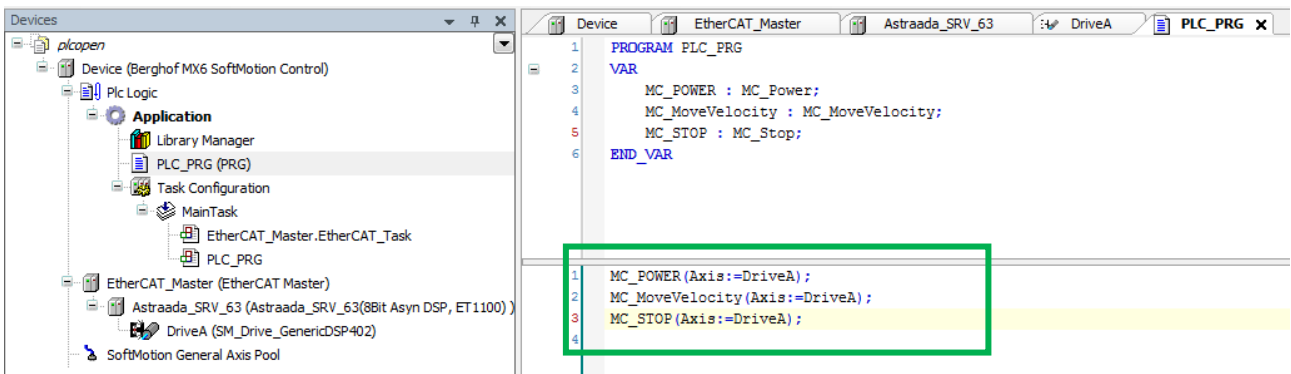 Devices
plcopen
Device (Berghof MX6 SoftMotion Control)
Plc Logic
Application
Library Manager
PLC_PRG (PRG)
Task Configuration
MainTask
EtherCAT_Master.EtherCAT_Task
PLC_PRG
EtherCAT_Master (EtherCAT Master)
Astraada_SRV_63 (Astraada_SRV_63(8Bit Asyn DSP, ET1100) )
DriveA (SM_Drive_GenericDSP402)
SoftMotion General Axis Pool
Device EtherCAT_Master Astraada_SRV_63 DriveA PLC_PRG
1 PROGRAM PLC_PRG
2 VAR
3 MC_POWER : MC_Power;
4 MC_MoveVelocity : MC_MoveVelocity;
5 MC_STOP : MC_Stop;
6 END_VAR
1 MC_POWER(Axis:=DriveA);
2 MC_MoveVelocity(Axis:=DriveA);
3 MC_STOP(Axis:=DriveA);
4